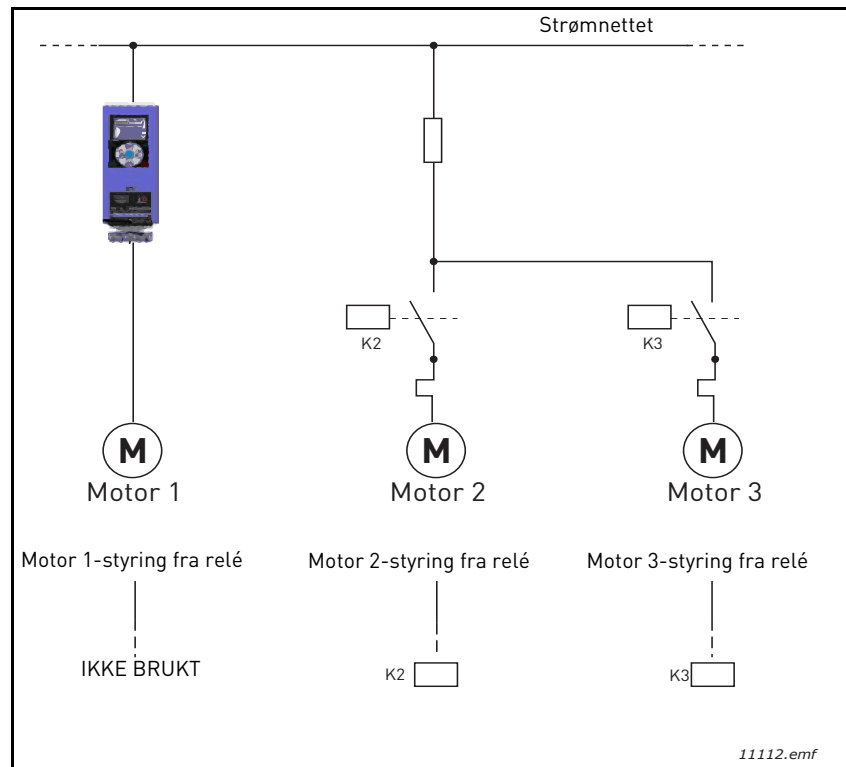 Strømnettet
K2
K3
M
M
M
Motor 1
Motor 2
Motor 3
Motor 1-styring fra relé
Motor 2-styring fra relé
Motor 3-styring fra relé
IKKE BRUKT
K2
K3
11112.emf